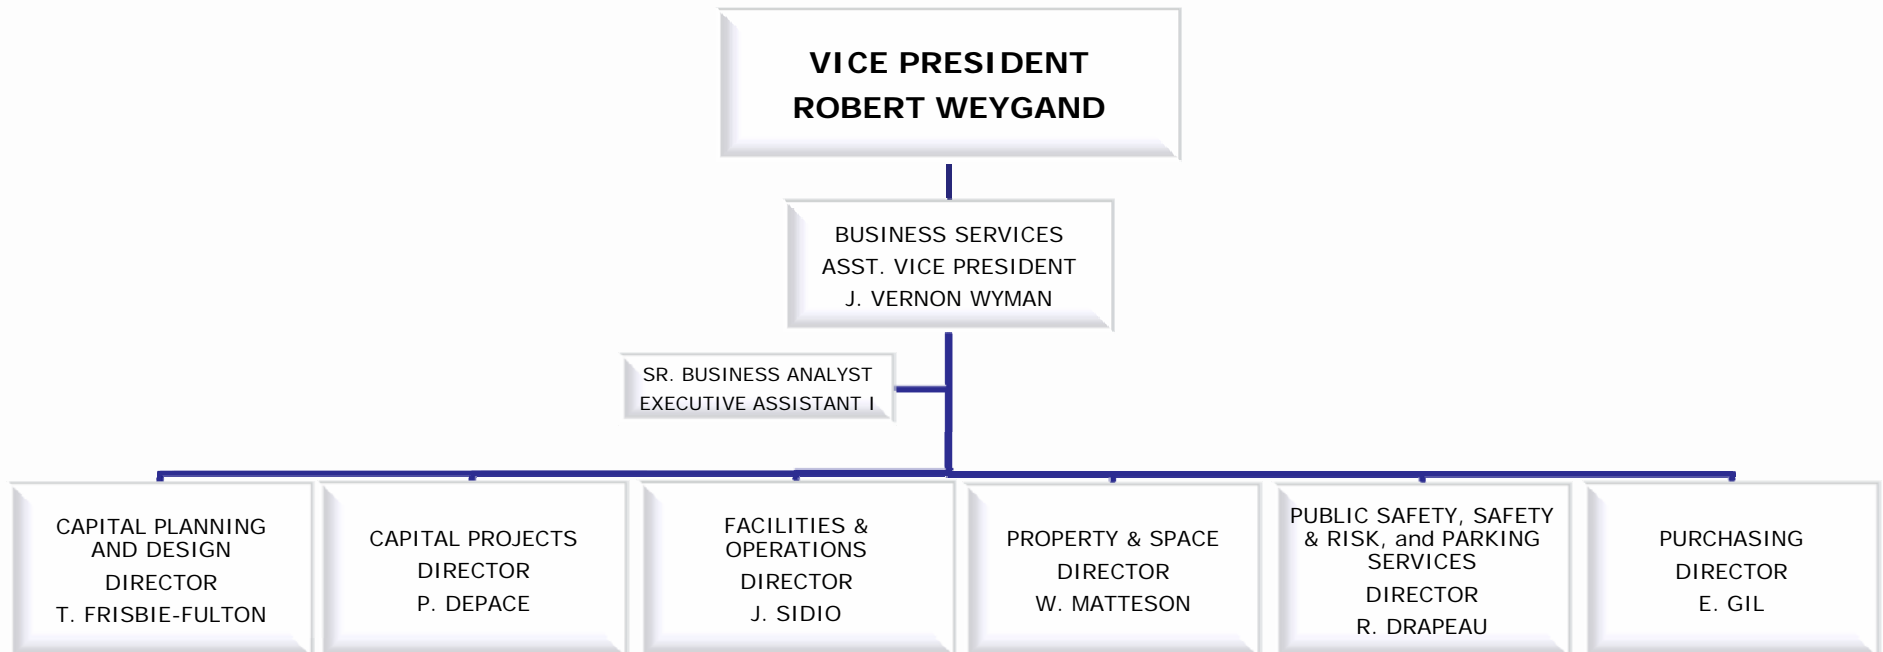 VICE PRESIDENT
ROBERT WEYGAND
BUSINESS SERVICES
ASST. VICE PRESIDENT
J. VERNON WYMAN
SR. BUSINESS ANALYST
EXECUTIVE ASSISTANT I
CAPITAL PLANNING
AND DESIGN
DIRECTOR
T. FRISBIE-FULTON
CAPITAL PROJECTS
DIRECTOR
P. DEPACE
FACILITIES &
OPERATIONS
DIRECTOR
J. SIDIO
PROPERTY & SPACE
DIRECTOR
W. MATTESON
PUBLIC SAFETY, SAFETY
& RISK, and PARKING
SERVICES
DIRECTOR
R. DRAPEAU
PURCHASING
DIRECTOR
E. GIL